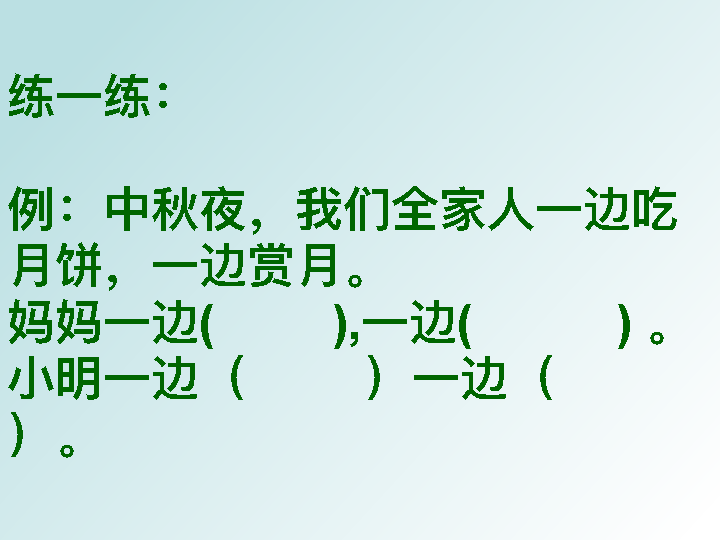 练一练：
例：中秋夜，我们全家人一边吃
月饼，一边赏月。
妈妈一边(          ),一边(            ) 。
小明一边（          ）一边（
）。